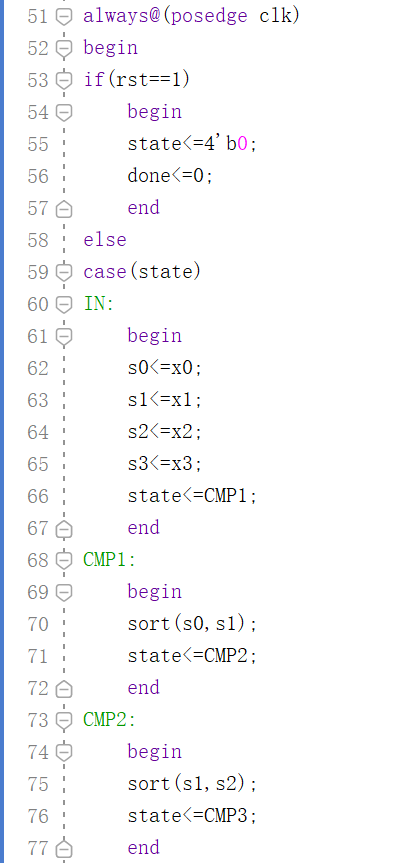 51 always@(posedge clk)
52 begin
53 if(rst==1)
54 begin
55 state<=4'b0;
56 done<=0;
57 end
58 else
59 case(state)
60 IN:
61 begin
62 s0<=x0;
63 s1<=x1;
64 s2<=x2;
65 s3<=x3;
66 state<=CMP1;
67 end
68 CMP1:
69 begin
70 sort(s0,s1);
71 state<=CMP2;
72 end
73 CMP2:
74 begin
75 sort(s1,s2);
76 state<=CMP3;
77 end